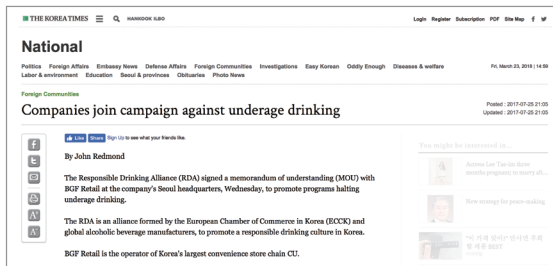 THE KOREA TIMES HANKOOK ILBO Login Register Subscription PDF Site Map
National
Politics Foreign Affairs Embassy News Defense Affairs Foreign Communities Investigations Easy Korean Oddly Enough Diseases & welfare Fri, March 23, 2018 | 14:59
Labor & environment Education Seoul & provinces Obituaries Photo News
Foreign Communities
Companies join campaign against underage drinking
Posted : 2017-07-25 21:05
Updated : 2017-07-25 21:05
Like Share Sign Up to see what your friends like.
You might be interested in...
By John Redmond
The Responsible Drinking Alliance (RDA) signed a memorandum of understanding (MOU) with
BGF Retail at the company's Seoul headquarters, Wednesday, to promote programs halting
underage drinking.
The RDA is an alliance formed by the European Chamber of Commerce in Korea (ECCK) and
global alcoholic beverage manufacturers, to promote a responsible drinking culture in Korea.
BGF Retail is the operator of Korea's largest convenience store chain CU.
New strategy for peace making